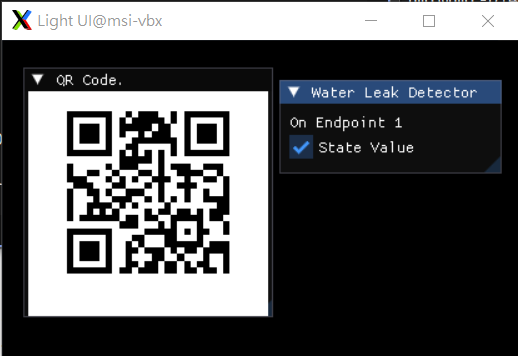 Light UI@msi-vbx
QR Code.
Water Leak Detector
On Endpoint 1
State Value